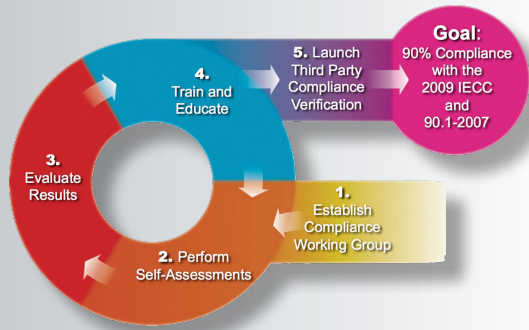 1.
Establish
Compliance
Working Group
2. Perform
Self-Assessments
3.
Evaluate
Results
4.
Train and
Educate
5. Launch
Third Party
Compliance
Verification
Goal:
90% Compliance
with the
2009 IECC
and
90.1-2007